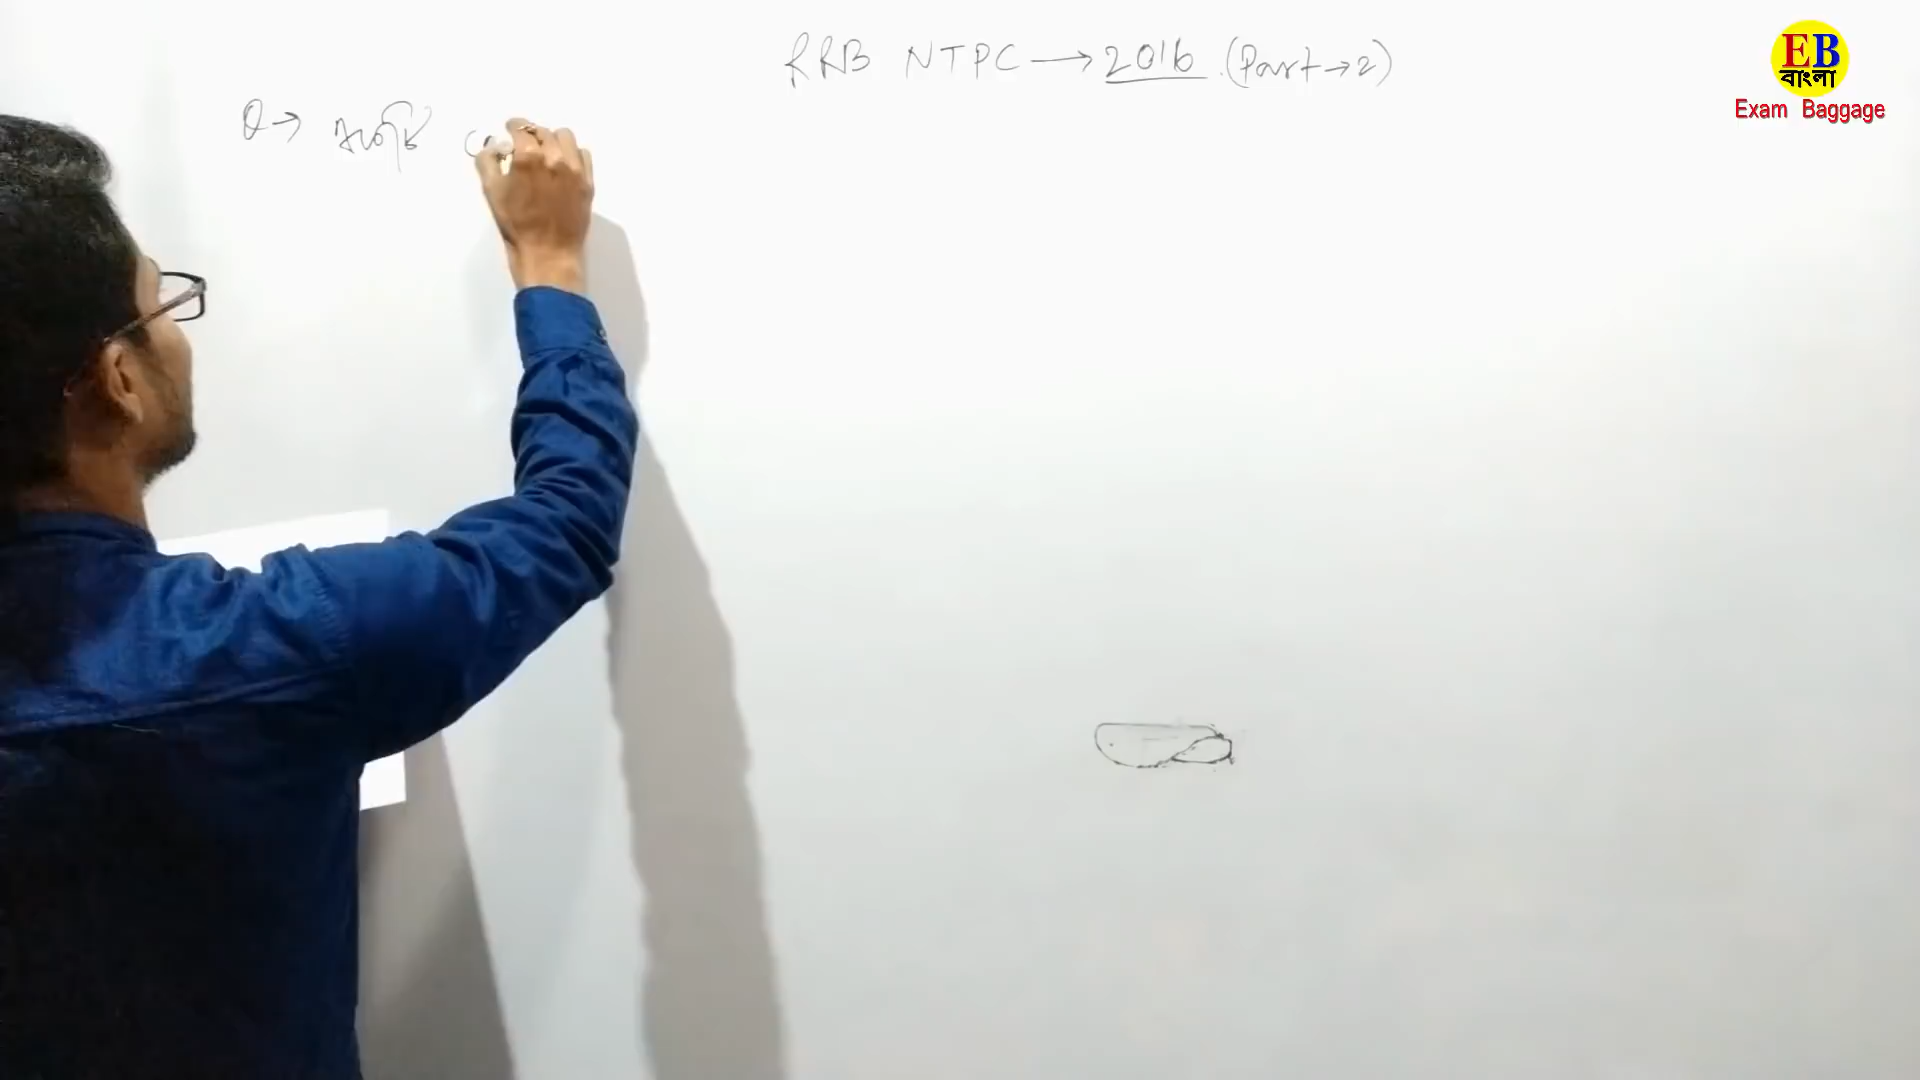 RRB NTPC → 2016 (Part → 2)
EB
বাংলা
Exam Baggage
Q →